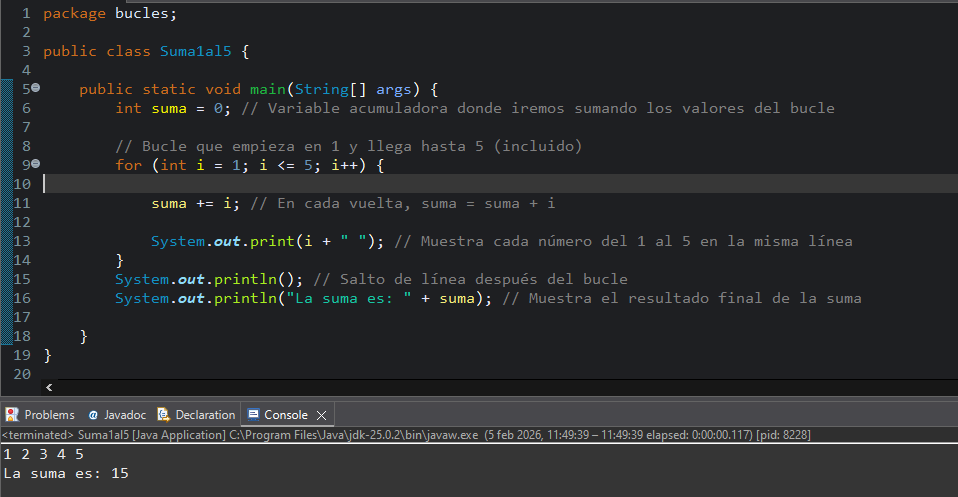 1 package bucles;
2
3 public class Suma1al5 {
4
5 public static void main(String[] args) {
6 int suma = 0; // Variable acumuladora donde iremos sumando los valores del bucle
7
8 // Bucle que empieza en 1 y llega hasta 5 (incluido)
9 for (int i = 1; i <= 5; i++) {
10
11 suma += i; // En cada vuelta, suma = suma + i
12
13 System.out.print(i + " "); // Muestra cada número del 1 al 5 en la misma línea
14 }
15 System.out.println(); // Salto de línea después del bucle
16 System.out.println("La suma es: " + suma); // Muestra el resultado final de la suma
17
18 }
19 }
20
Problems Javadoc Declaration Console
<terminated> Suma1al5 [Java Application] C:\Program Files\Java\jdk-25.0.2\bin\javaw.exe (5 feb 2026, 11:49:39 – 11:49:39 elapsed: 0:00:00.117) [pid: 8228]
1 2 3 4 5
La suma es: 15